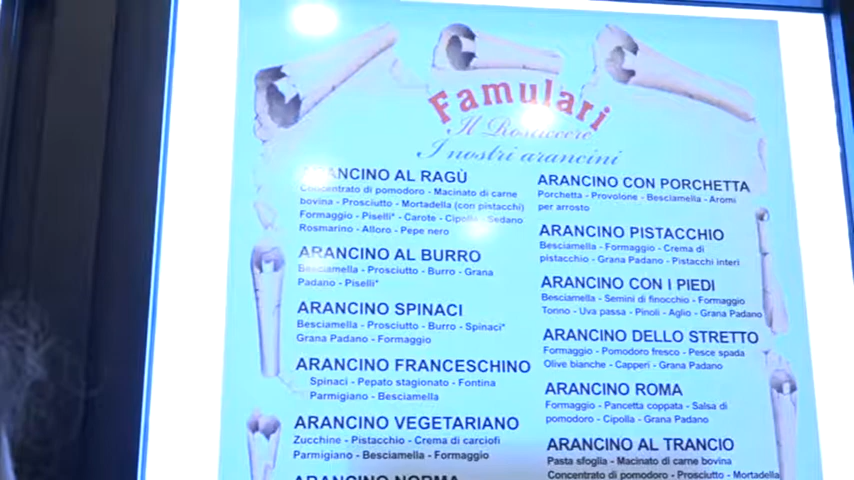 Famulari
Il Rosticcere
I nostri arancini
ARANCINO AL RAGÙ
Concentrato di pomodoro - Macinato di carne
bovina - Prosciutto - Mortadella (con pistacchi)
Formaggio - Piselli* - Carote - Cipolla - Sedano
Rosmarino - Alloro - Pepe nero
ARANCINO AL BURRO
Besciamella - Prosciutto - Burro - Grana
Padano - Piselli*
ARANCINO SPINACI
Besciamella - Prosciutto - Burro - Spinaci*
Grana Padano - Formaggio
ARANCINO FRANCESCHINO
Spinaci - Pepato stagionato - Fontina
Parmigiano - Besciamella
ARANCINO VEGETARIANO
Zucchine - Pistacchio - Crema di carciofi
Parmigiano - Besciamella - Formaggio
ARANCINO NORMA
ARANCINO CON PORCHETTA
Porchetta - Provolone - Besciamella - Aromi
per arrosto
ARANCINO PISTACCHIO
Besciamella - Formaggio - Crema di
pistacchio - Grana Padano - Pistacchi interi
ARANCINO CON I PIEDI
Besciamella - Semini di finocchio - Formaggio
Tonno - Uva passa - Pinoli - Aglio - Grana Padano
ARANCINO DELLO STRETTO
Formaggio - Pomodoro fresco - Pesce spada
Olive bianche - Capperi - Grana Padano
ARANCINO ROMA
Formaggio - Pancetta coppata - Salsa di
pomodoro - Cipolla - Grana Padano
ARANCINO AL TRANCIO
Pasta sfoglia - Macinato di carne bovina
Concentrato di pomodoro - Prosciutto - Mortadella